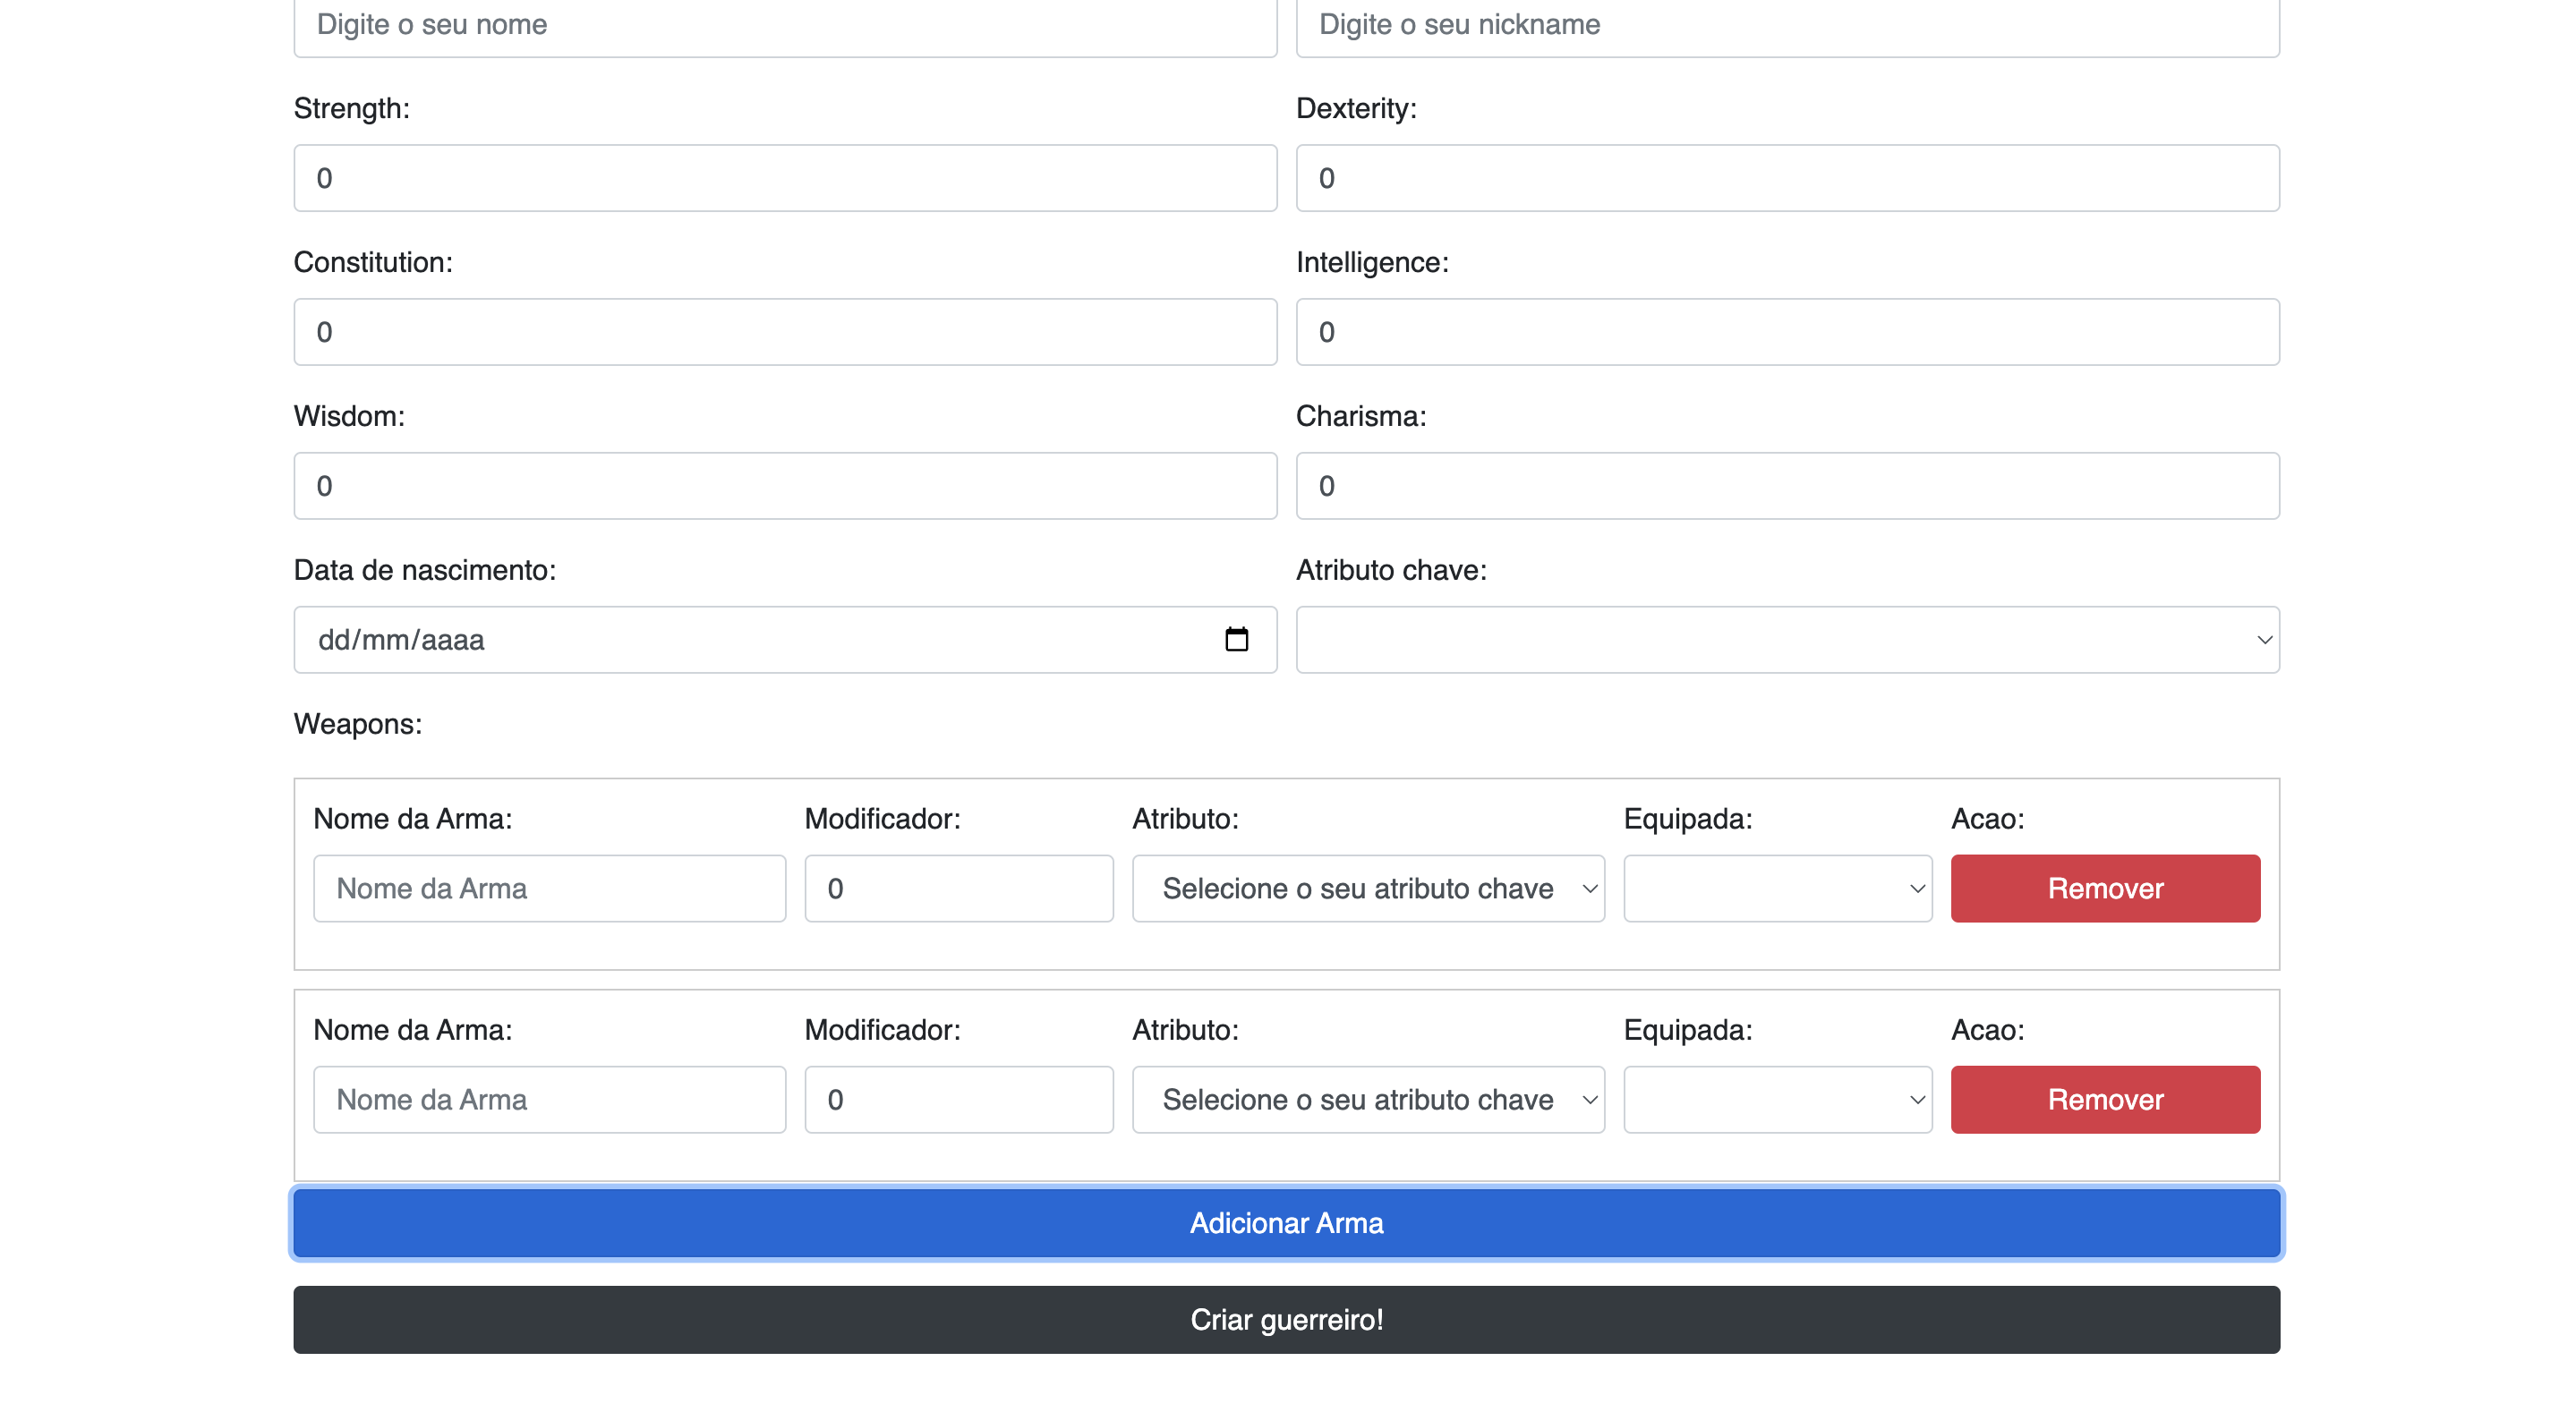 Digite o seu nome Digite o seu nickname
Strength: Dexterity:
0 0
Constitution: Intelligence:
0 0
Wisdom: Charisma:
0 0
Data de nascimento: Atributo chave:
dd/mm/aaaa
Weapons:
Nome da Arma: Modificador: Atributo: Equipada: Acao:
Nome da Arma 0 Selecione o seu atributo chave Remover
Nome da Arma: Modificador: Atributo: Equipada: Acao:
Nome da Arma 0 Selecione o seu atributo chave Remover
Adicionar Arma
Criar guerreiro!